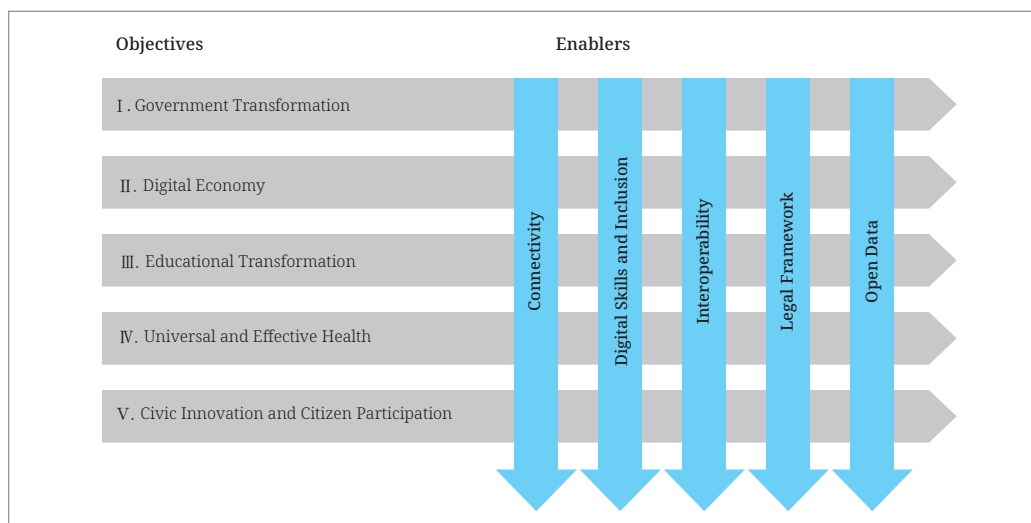 Objectives
Enablers
Ⅰ. Government Transformation
Ⅱ. Digital Economy
Ⅲ. Educational Transformation
Ⅳ. Universal and Effective Health
Ⅴ. Civic Innovation and Citizen Participation
Connectivity
Digital Skills and Inclusion
Interoperability
Legal Framework
Open Data